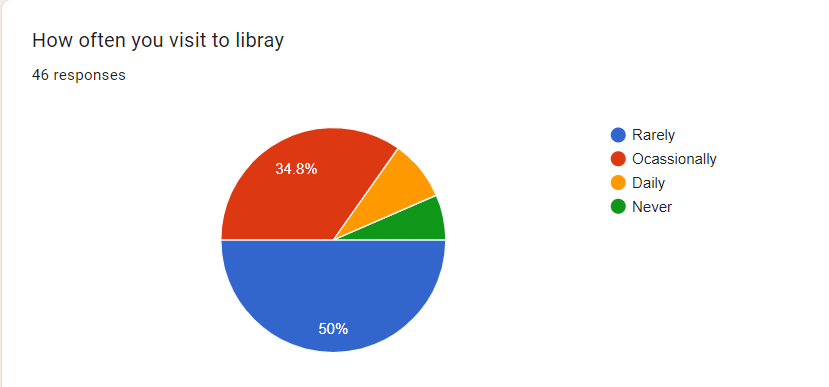 How often you visit to libray
46 responses
34.8%
50%
Rarely
Ocassionally
Daily
Never